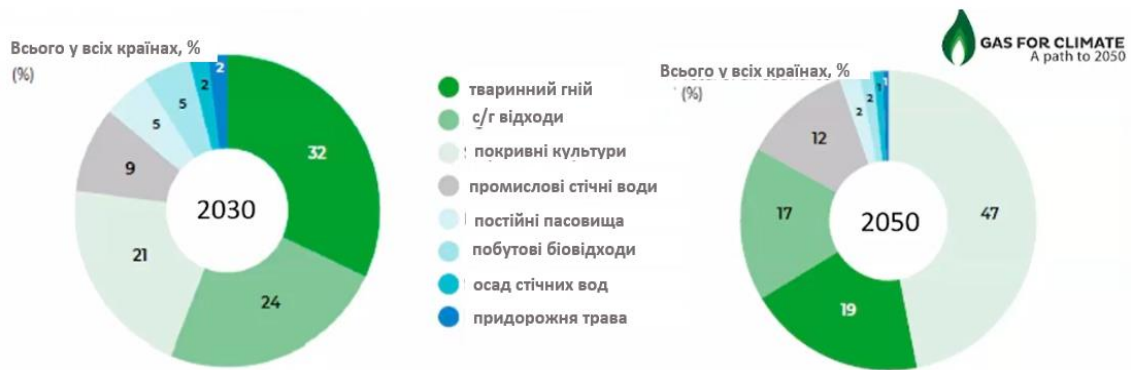 Всього у всіх країнах, %
(%)
2
2
5
5
9
21
24
32
2030
тваринний гній
с/г відходи
покривні культури
промислові стічні води
постійні пасовища
побутові біовідходи
осад стічних вод
придорожня трава
GAS FOR CLIMATE
A path to 2050
Всього у всіх країнах, %
(%)
1
1
2
2
12
17
19
47
2050